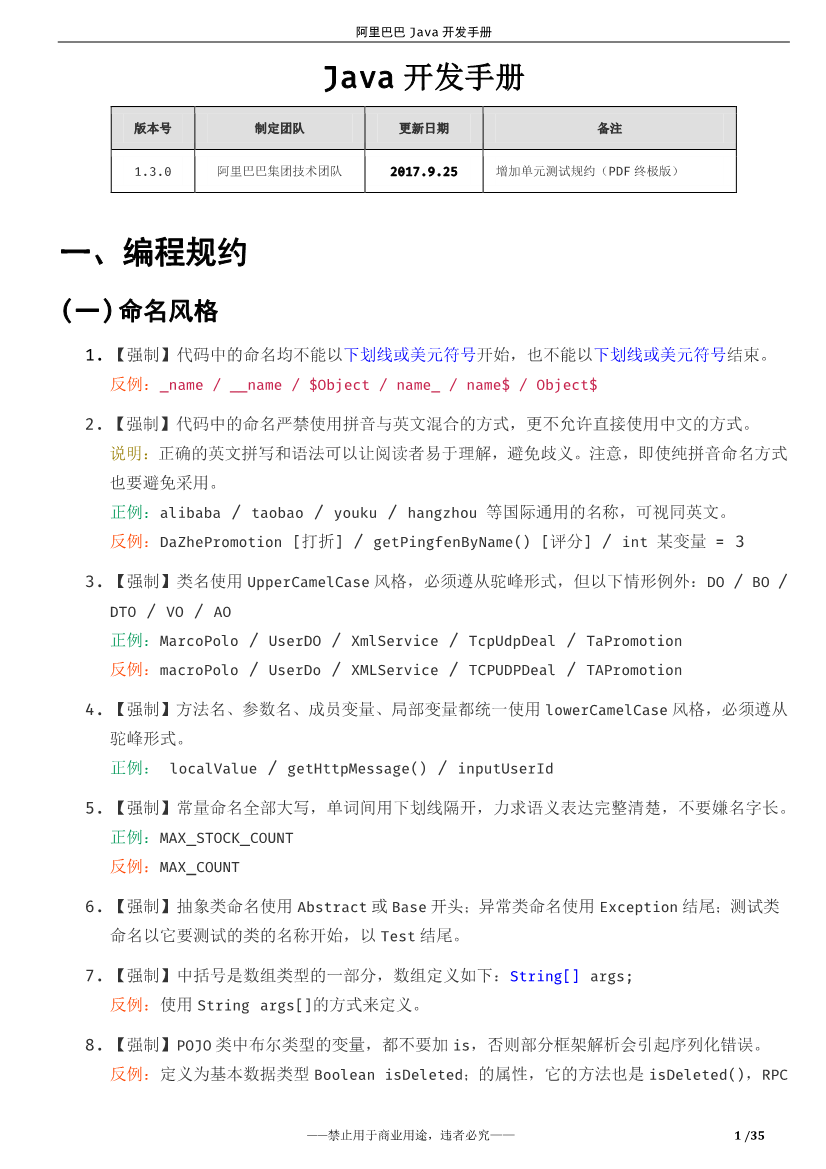 阿里巴巴 Java 开发手册
Java 开发手册
版本号 制定团队 更新日期 备注
1.3.0 阿里巴巴集团技术团队 2017.9.25 增加单元测试规约（PDF 终极版）
一、编程规约
(一)命名风格
1. 【强制】代码中的命名均不能以下划线或美元符号开始，也不能以下划线或美元符号结束。
反例：_name / __name / $Object / name_ / name$ / Object$
2. 【强制】代码中的命名严禁使用拼音与英文混合的方式，更不允许直接使用中文的方式。
说明：正确的英文拼写和语法可以让阅读者易于理解，避免歧义。注意，即使纯拼音命名方式
也要避免采用。
正例：alibaba / taobao / youku / hangzhou 等国际通用的名称，可视同英文。
反例：DaZhePromotion [打折] / getPingfenByName() [评分] / int 某变量 = 3
3. 【强制】类名使用 UpperCamelCase 风格，必须遵从驼峰形式，但以下情形例外：DO / BO /
DTO / VO / AO
正例：MarcoPolo / UserDO / XmlService / TcpUdpDeal / TaPromotion
反例：macroPolo / UserDo / XMLService / TCPUDPDeal / TAPromotion
4. 【强制】方法名、参数名、成员变量、局部变量都统一使用 lowerCamelCase 风格，必须遵从
驼峰形式。
正例： localValue / getHttpMessage() / inputUserId
5. 【强制】常量命名全部大写，单词间用下划线隔开，力求语义表达完整清楚，不要嫌名字长。
正例：MAX_STOCK_COUNT
反例：MAX_COUNT
6. 【强制】抽象类命名使用 Abstract 或 Base 开头；异常类命名使用 Exception 结尾；测试类
命名以它要测试的类的名称开始，以 Test 结尾。
7. 【强制】中括号是数组类型的一部分，数组定义如下：String[] args;
反例：使用 String args[]的方式来定义。
8. 【强制】POJO 类中布尔类型的变量，都不要加 is，否则部分框架解析会引起序列化错误。
反例：定义为基本数据类型 Boolean isDeleted；的属性，它的方法也是 isDeleted()，RPC
——禁止用于商业用途，违者必究—— 1 /35